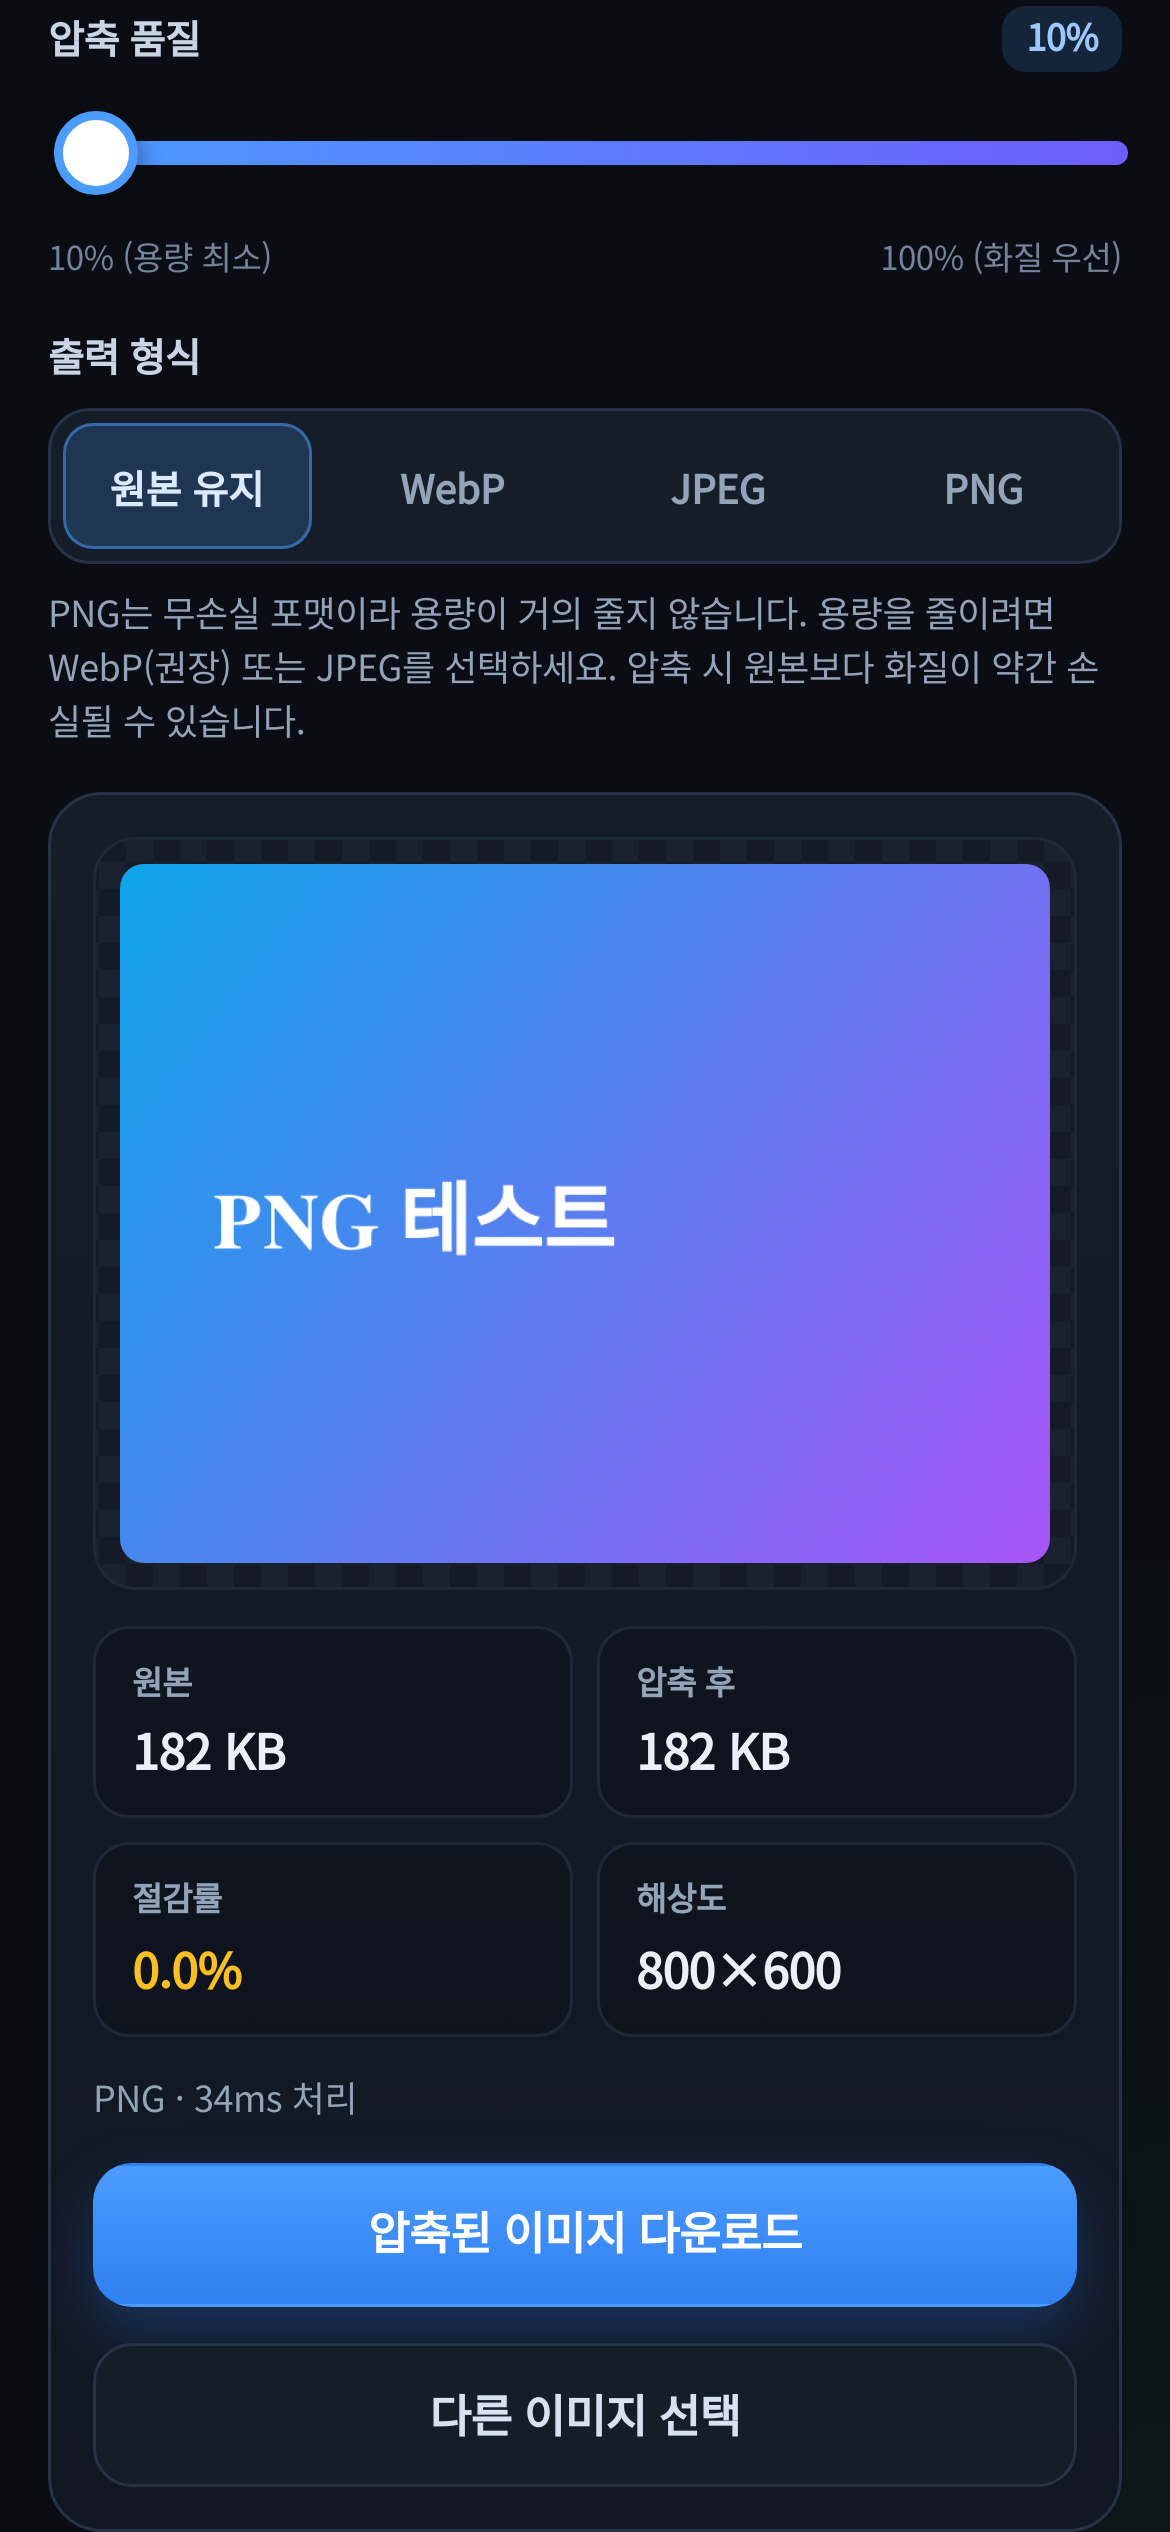 압축 품질
10%
10% (용량 최소)
100% (화질 우선)
출력 형식
원본 유지
WebP
JPEG
PNG
PNG는 무손실 포맷이라 용량이 거의 줄지 않습니다. 용량을 줄이려면
WebP(권장) 또는 JPEG를 선택하세요. 압축 시 원본보다 화질이 약간 손
실될 수 있습니다.
PNG 테스트
원본
182 KB
압축 후
182 KB
절감률
0.0%
해상도
800×600
PNG · 34ms 처리
압축된 이미지 다운로드
다른 이미지 선택